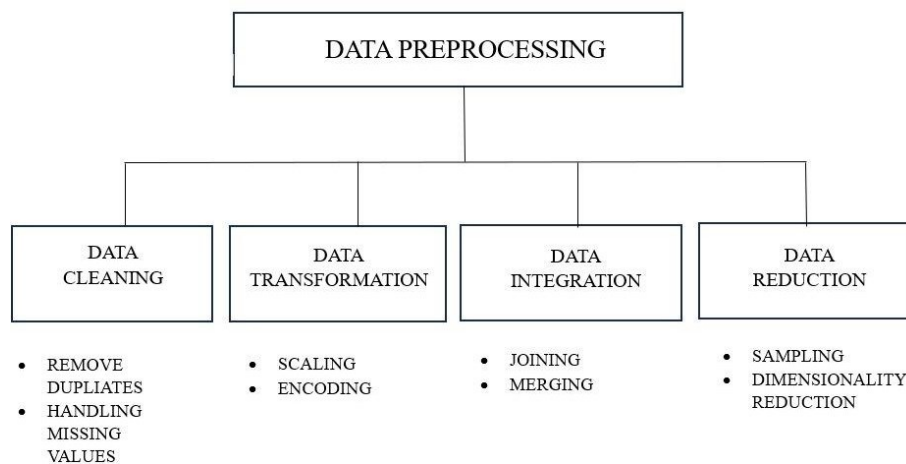 DATA PREPROCESSING
DATA
CLEANING
DATA
TRANSFORMATION
DATA
INTEGRATION
DATA
REDUCTION
• REMOVE
DUPLIATES
• HANDLING
MISSING
VALUES
• SCALING
• ENCODING
• JOINING
• MERGING
• SAMPLING
• DIMENSIONALITY
REDUCTION